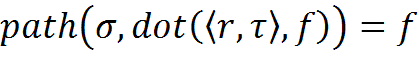 path(σ, dot(⟨r, τ⟩, f)) = f